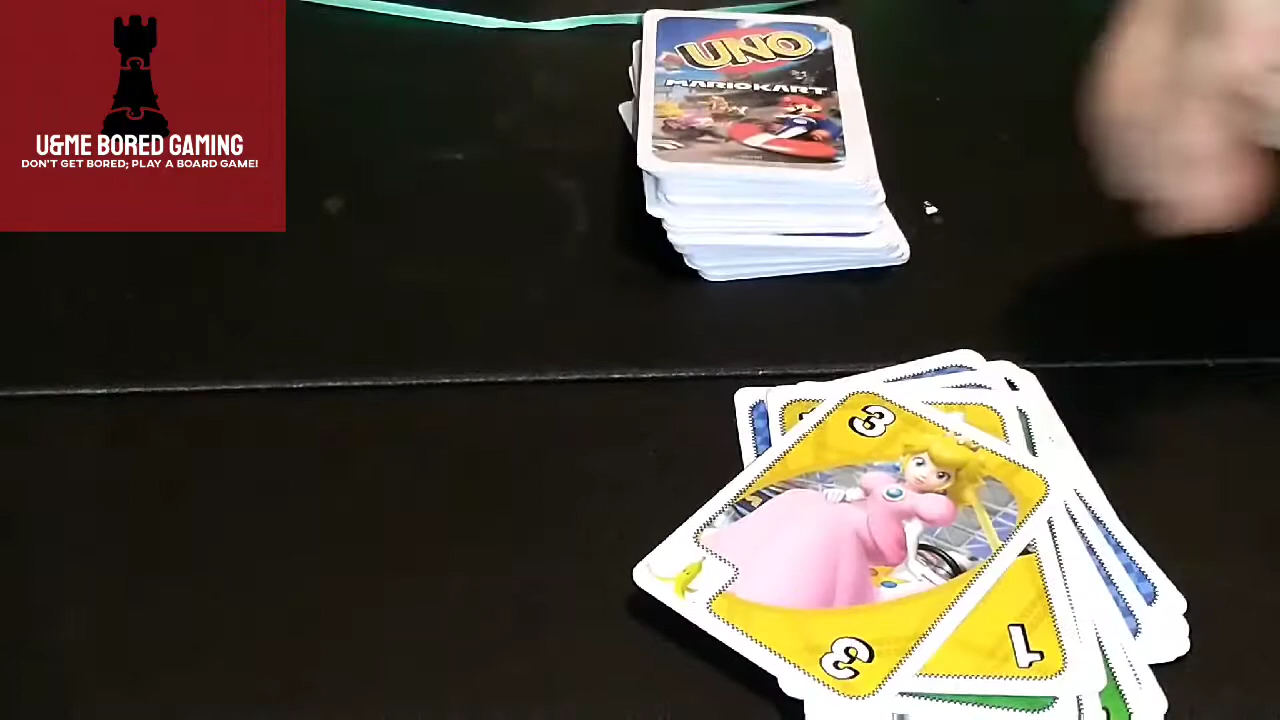 U&ME BORED GAMING
DON'T GET BORED; PLAY A BOARD GAME!
UNO
MARIOKART
3
3
1